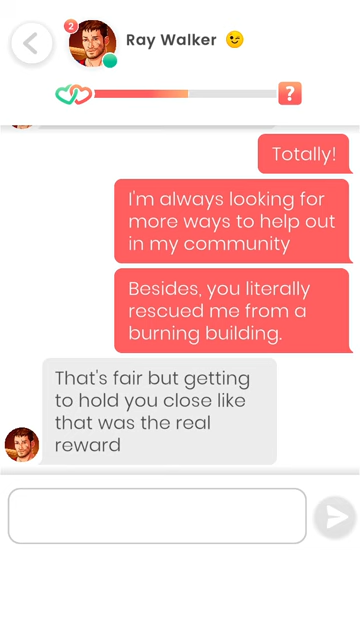 2
Ray Walker
?
Totally!
I'm always looking for
more ways to help out
in my community
Besides, you literally
rescued me from a
burning building.
That's fair but getting
to hold you close like
that was the real
reward